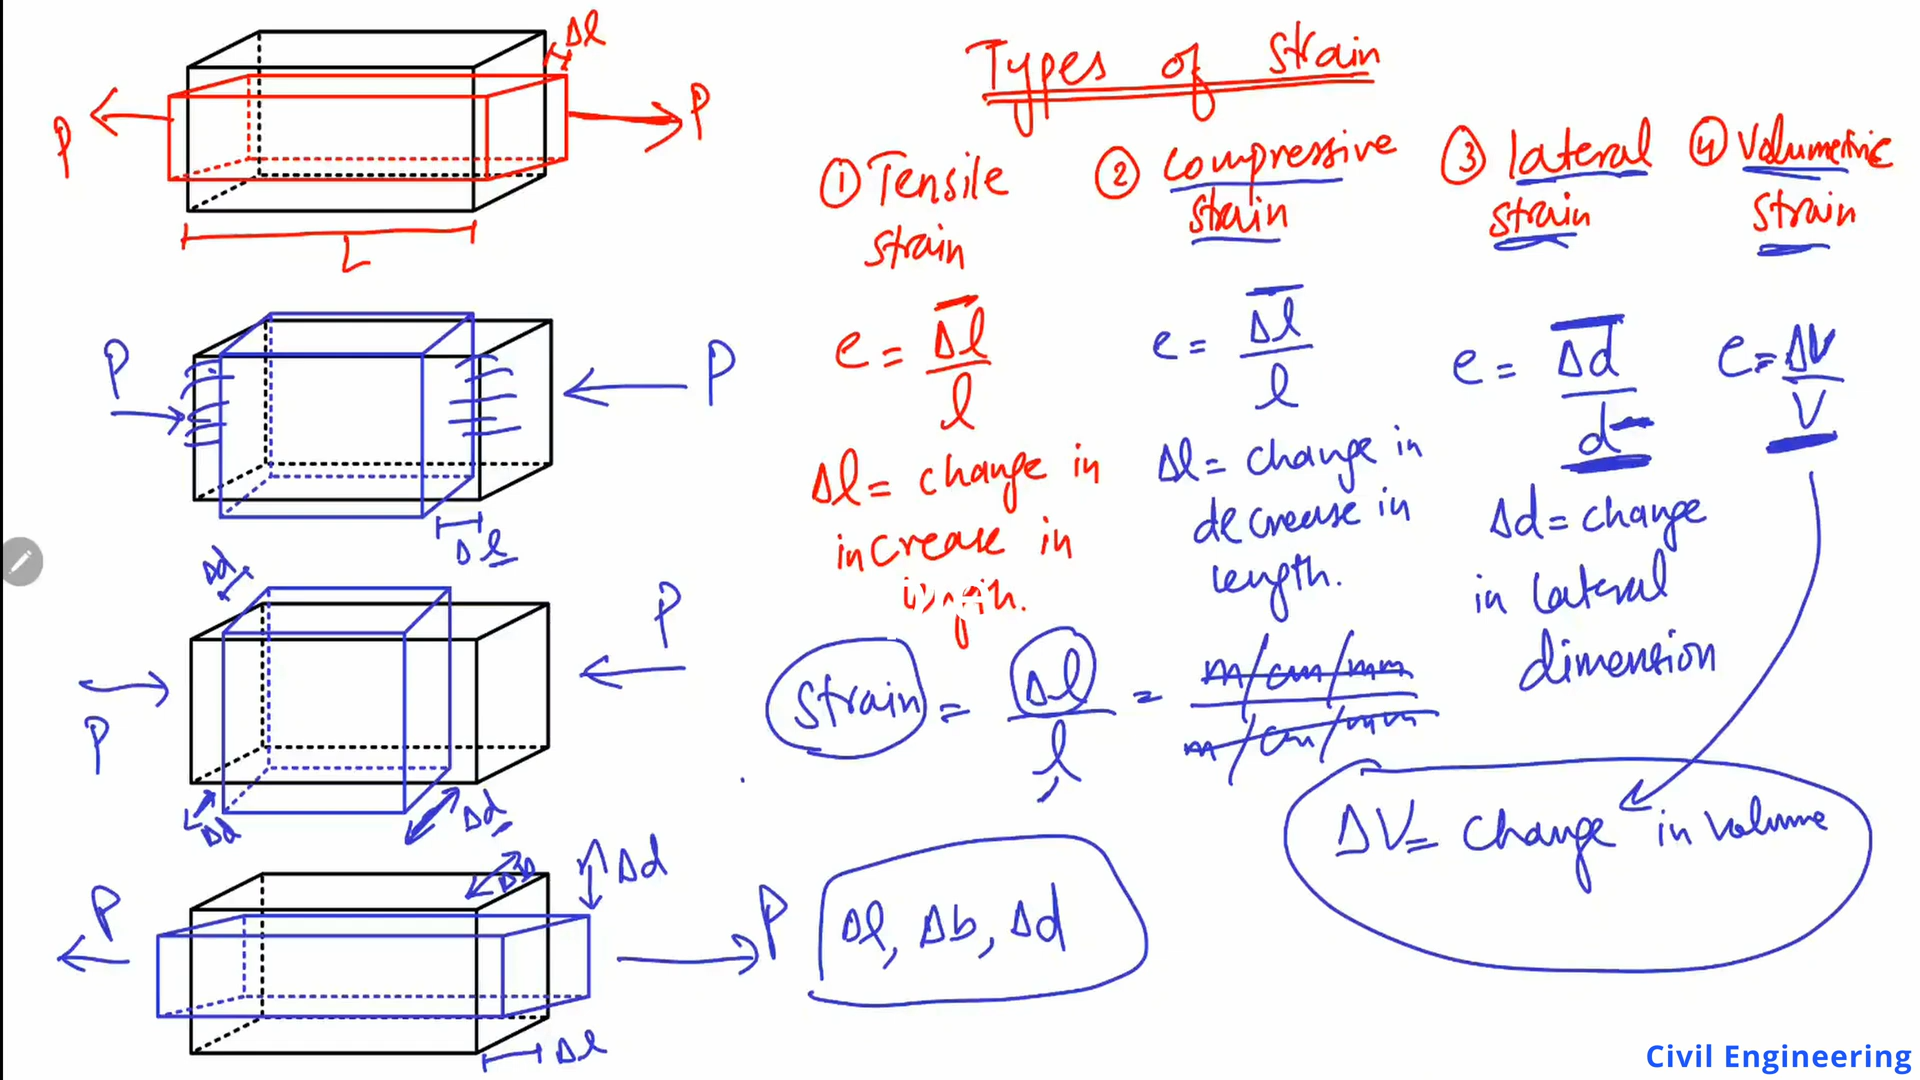 Types of Strain
① Tensile
Strain
e = Δl
l
Δl = change in
increase in
② Compressive
Strain
e = Δl
l
Δl = change in
decrease in
length.
③ lateral
Strain
e = Δd
d
Δd = change
in lateral
dimension
④ Volumetric
Strain
e = ΔV
V
Strain = Δl = m/cm/mm
l m/cm/mm
ΔV = Change in volume
Δl, Δb, Δd
Δl
P
P
L
P
P
Δl
Δd
P
P
Δd
Δd
P
Δd
P
Δl
Civil Engineering